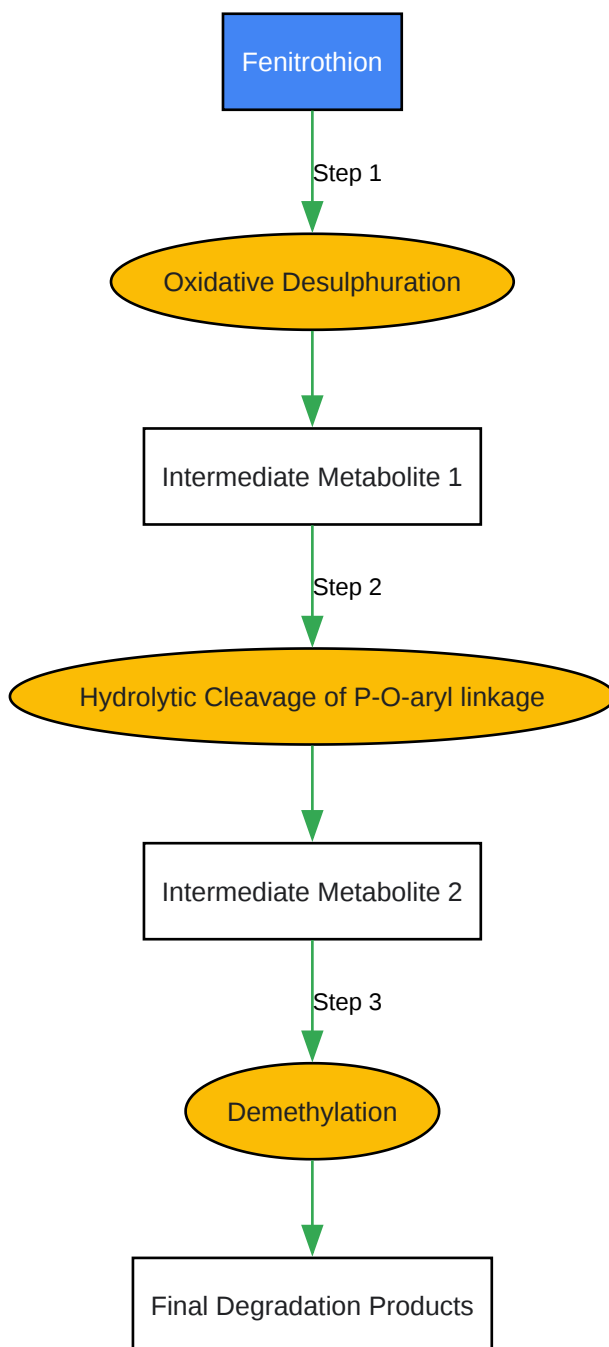 Fenitrothion
Step 1
Oxidative Desulphuration
Intermediate Metabolite 1
Step 2
Hydrolytic Cleavage of P-O-aryl linkage
Intermediate Metabolite 2
Step 3
Demethylation
Final Degradation Products